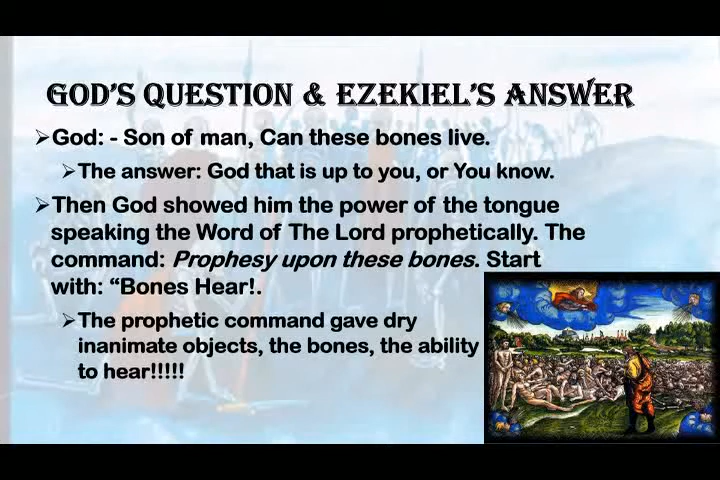 GOD'S QUESTION & EZEKIEL'S ANSWER
God: - Son of man, Can these bones live.
The answer: God that is up to you, or You know.
Then God showed him the power of the tongue
speaking the Word of The Lord prophetically. The
command: Prophesy upon these bones. Start
with: “Bones Hear!.
The prophetic command gave dry
inanimate objects, the bones, the ability
to hear!!!!!